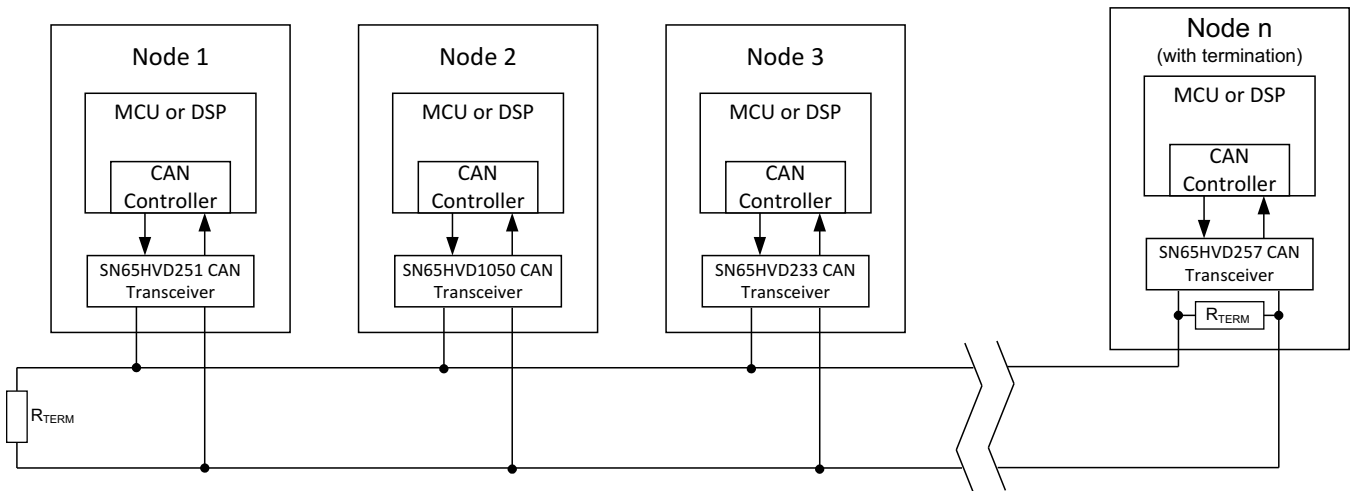 Node 1
MCU or DSP
CAN
Controller
SN65HVD251 CAN
Transceiver
Node 2
MCU or DSP
CAN
Controller
SN65HVD1050 CAN
Transceiver
Node 3
MCU or DSP
CAN
Controller
SN65HVD233 CAN
Transceiver
Node n
(with termination)
MCU or DSP
CAN
Controller
SN65HVD257 CAN
Transceiver
RTERM
RTERM